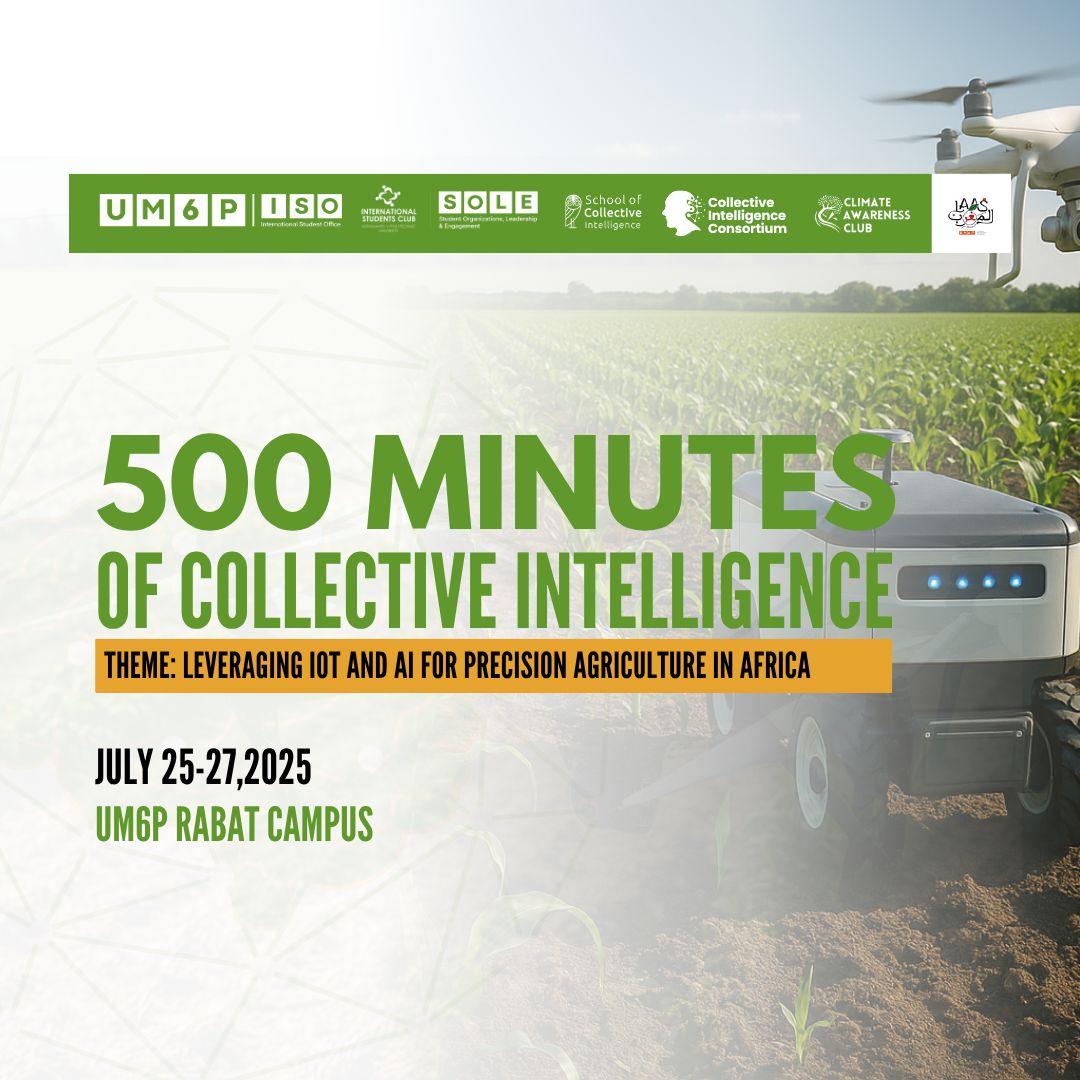 UM6P
ISO
International Student Office
INTERNATIONAL
STUDENTS CLUB
SOLE
Student Organizations, Leadership
& Engagement
School of
Collective
Intelligence
Collective
Intelligence
Consortium
CLIMATE
AWARENESS
CLUB
IAAS
المغرب
500 MINUTES
OF COLLECTIVE INTELLIGENCE
THEME: LEVERAGING IOT AND AI FOR PRECISION AGRICULTURE IN AFRICA
JULY 25-27,2025
UM6P RABAT CAMPUS